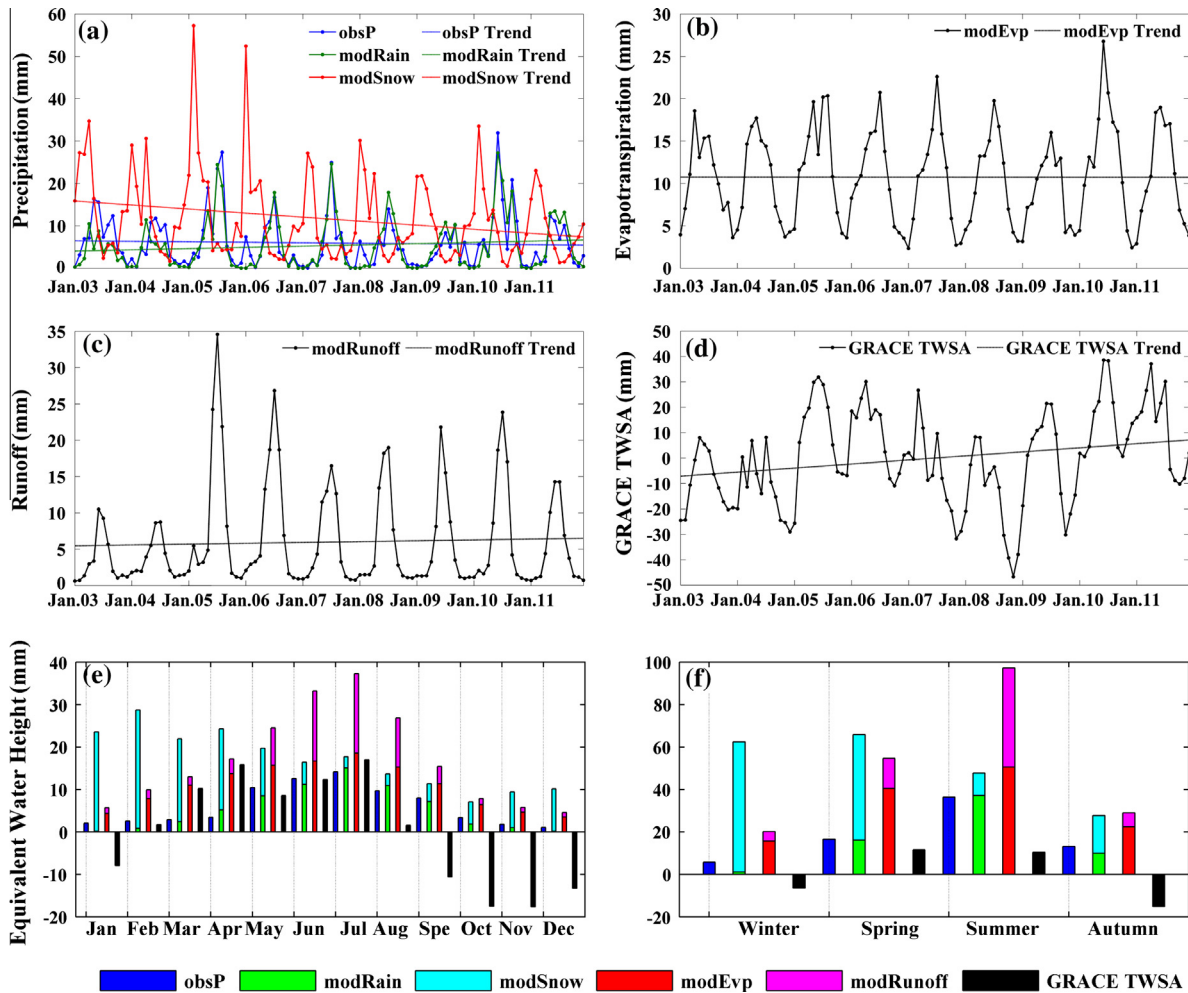 (a)
obsP
obsP Trend
modRain
modRain Trend
modSnow
modSnow Trend
Precipitation (mm)
60
50
40
30
20
10
0
Jan.03 Jan.04 Jan.05 Jan.06 Jan.07 Jan.08 Jan.09 Jan.10 Jan.11
(b)
modEvp
modEvp Trend
Evapotranspiration (mm)
30
25
20
15
10
5
0
Jan.03 Jan.04 Jan.05 Jan.06 Jan.07 Jan.08 Jan.09 Jan.10 Jan.11
(c)
modRunoff
modRunoff Trend
Runoff (mm)
35
30
25
20
15
10
5
0
Jan.03 Jan.04 Jan.05 Jan.06 Jan.07 Jan.08 Jan.09 Jan.10 Jan.11
(d)
GRACE TWSA
GRACE TWSA Trend
GRACE TWSA (mm)
50
40
30
20
10
0
-10
-20
-30
-40
-50
Jan.03 Jan.04 Jan.05 Jan.06 Jan.07 Jan.08 Jan.09 Jan.10 Jan.11
(e)
Equivalent Water Height (mm)
40
30
20
10
0
-10
-20
Jan Feb Mar Apr May Jun Jul Aug Spe Oct Nov Dec
(f)
100
80
60
40
20
0
-20
Winter Spring Summer Autumn
obsP modRain modSnow modEvp modRunoff GRACE TWSA